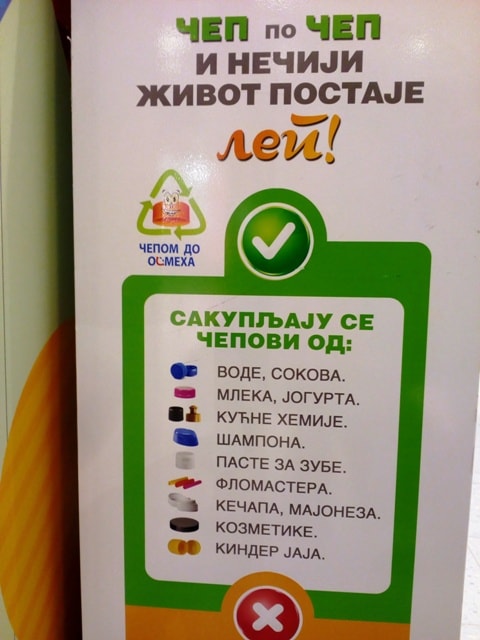 ЧЕП по ЧЕП
И НЕЧИЈИ
ЖИВОТ ПОСТАЈЕ
леп!
ЧЕПОМ ДО
ОСМЕХА
САКУПЉАЈУ СЕ
ЧЕПОВИ ОД:
ВОДЕ, СОКОВА.
МЛЕКА, ЈОГУРТА.
КУЋНЕ ХЕМИЈЕ.
ШАМПОНА.
ПАСТЕ ЗА ЗУБЕ.
ФЛОМАСТЕРА.
КЕЧАПА, МАЈОНЕЗА.
КОЗМЕТИКЕ.
КИНДЕР ЈАЈА.